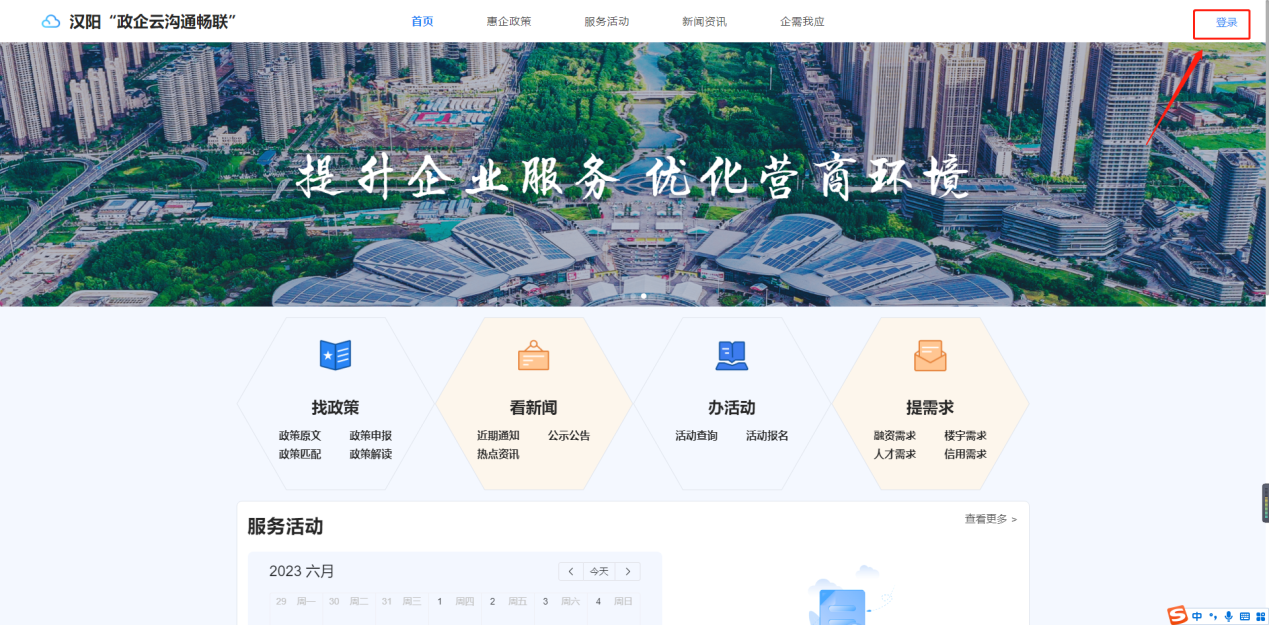 汉阳“政企云沟通畅联”
首页 惠企政策 服务活动 新闻资讯 企需我应 登录
提升企业服务 优化营商环境
找政策 看新闻 办活动 提需求
政策原文 政策申报 近期通知 公示公告 活动查询 活动报名 融资需求 楼宇需求
政策匹配 政策解读 热点资讯 人才需求 信用需求
服务活动 查看更多 >
2023 六月 < 今天 >
29 周一 30 周二 31 周三 1 周四 2 周五 3 周六 4 周日
中